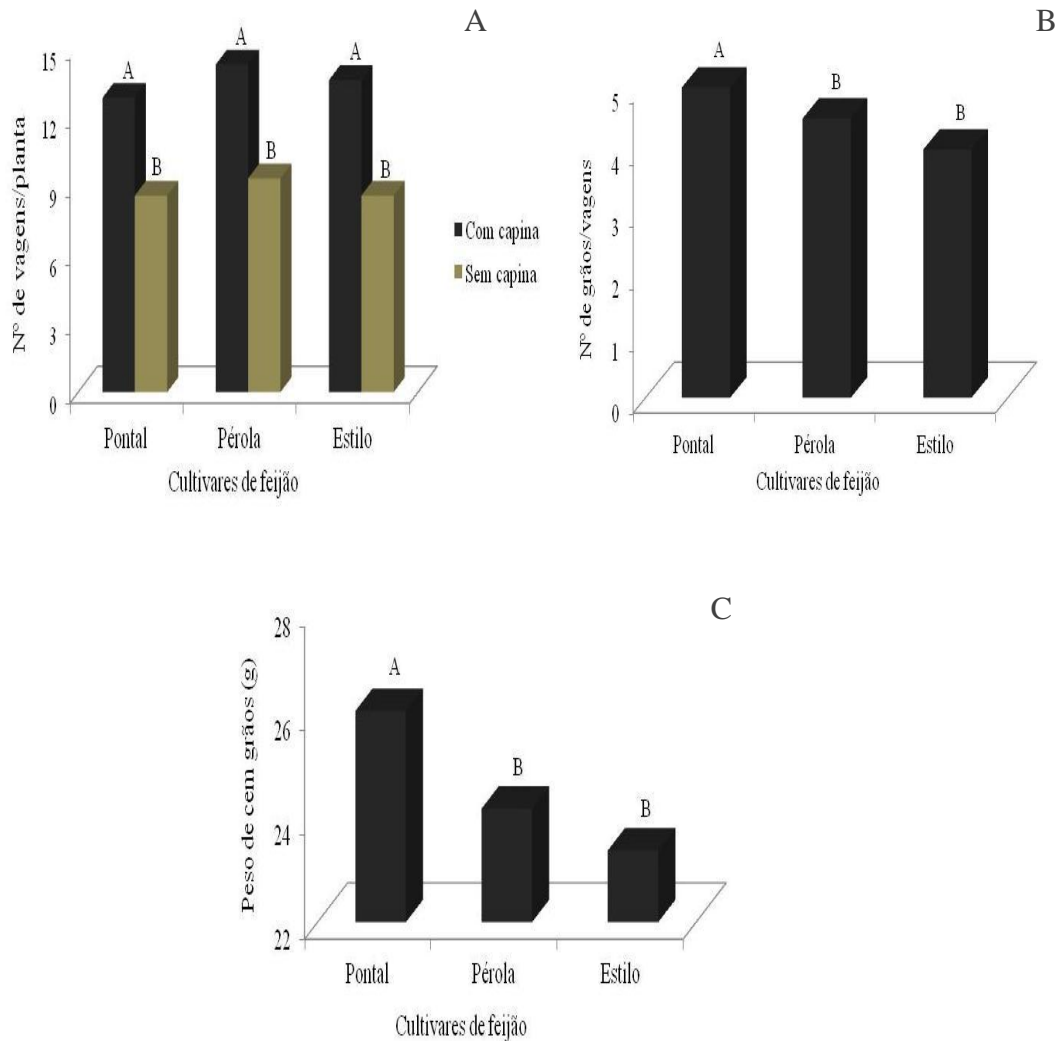 A
Nº de vagens/planta
15
12
9
6
3
0
A
B
A
B
A
B
Pontal
Pérola
Estilo
Cultivares de feijão
Com capina
Sem capina
B
Nº de grãos/vagens
5
4
3
2
1
0
A
B
B
Pontal
Pérola
Estilo
Cultivares de feijão
C
Peso de cem grãos (g)
28
26
24
22
A
B
B
Pontal
Pérola
Estilo
Cultivares de feijão